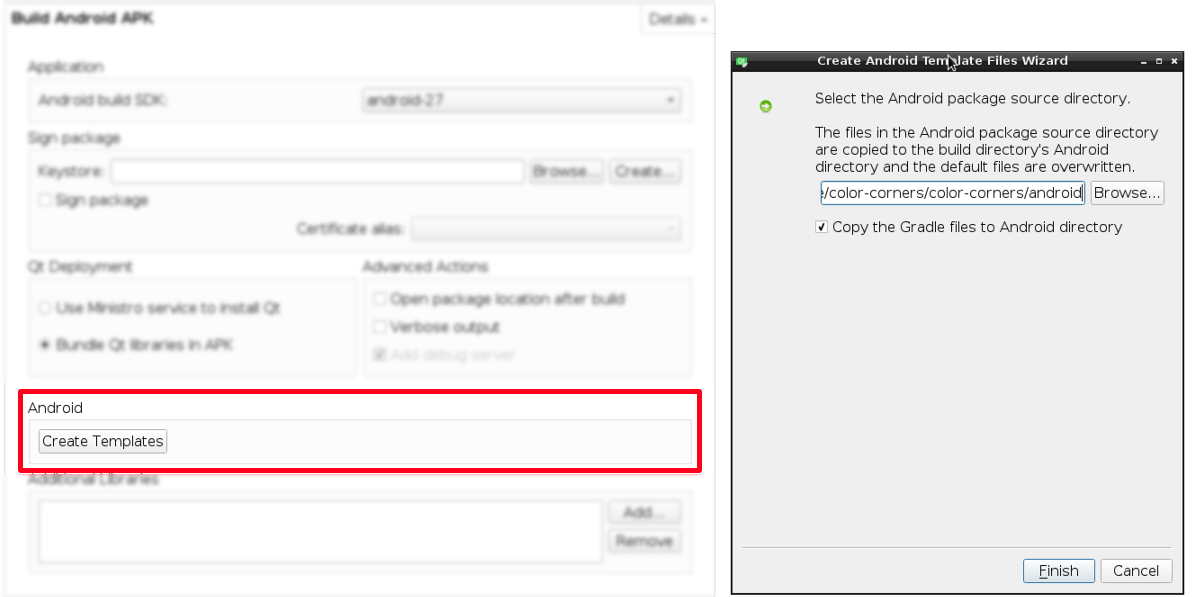 Build Android APK
Details
Application
Android build SDK:
android-27
Sign package
Keystore:
Browse...
Create...
Sign package
Certificate alias:
Qt Deployment
Use Ministro service to install Qt
Bundle Qt libraries in APK
Advanced Actions
Open package location after build
Verbose output
Add debug server
Android
Create Templates
Additional Libraries
Add...
Remove
Create Android Template Files Wizard
Select the Android package source directory.
The files in the Android package source directory
are copied to the build directory's Android
directory and the default files are overwritten.
/color-corners/color-corners/android
Browse...
Copy the Gradle files to Android directory
Finish
Cancel